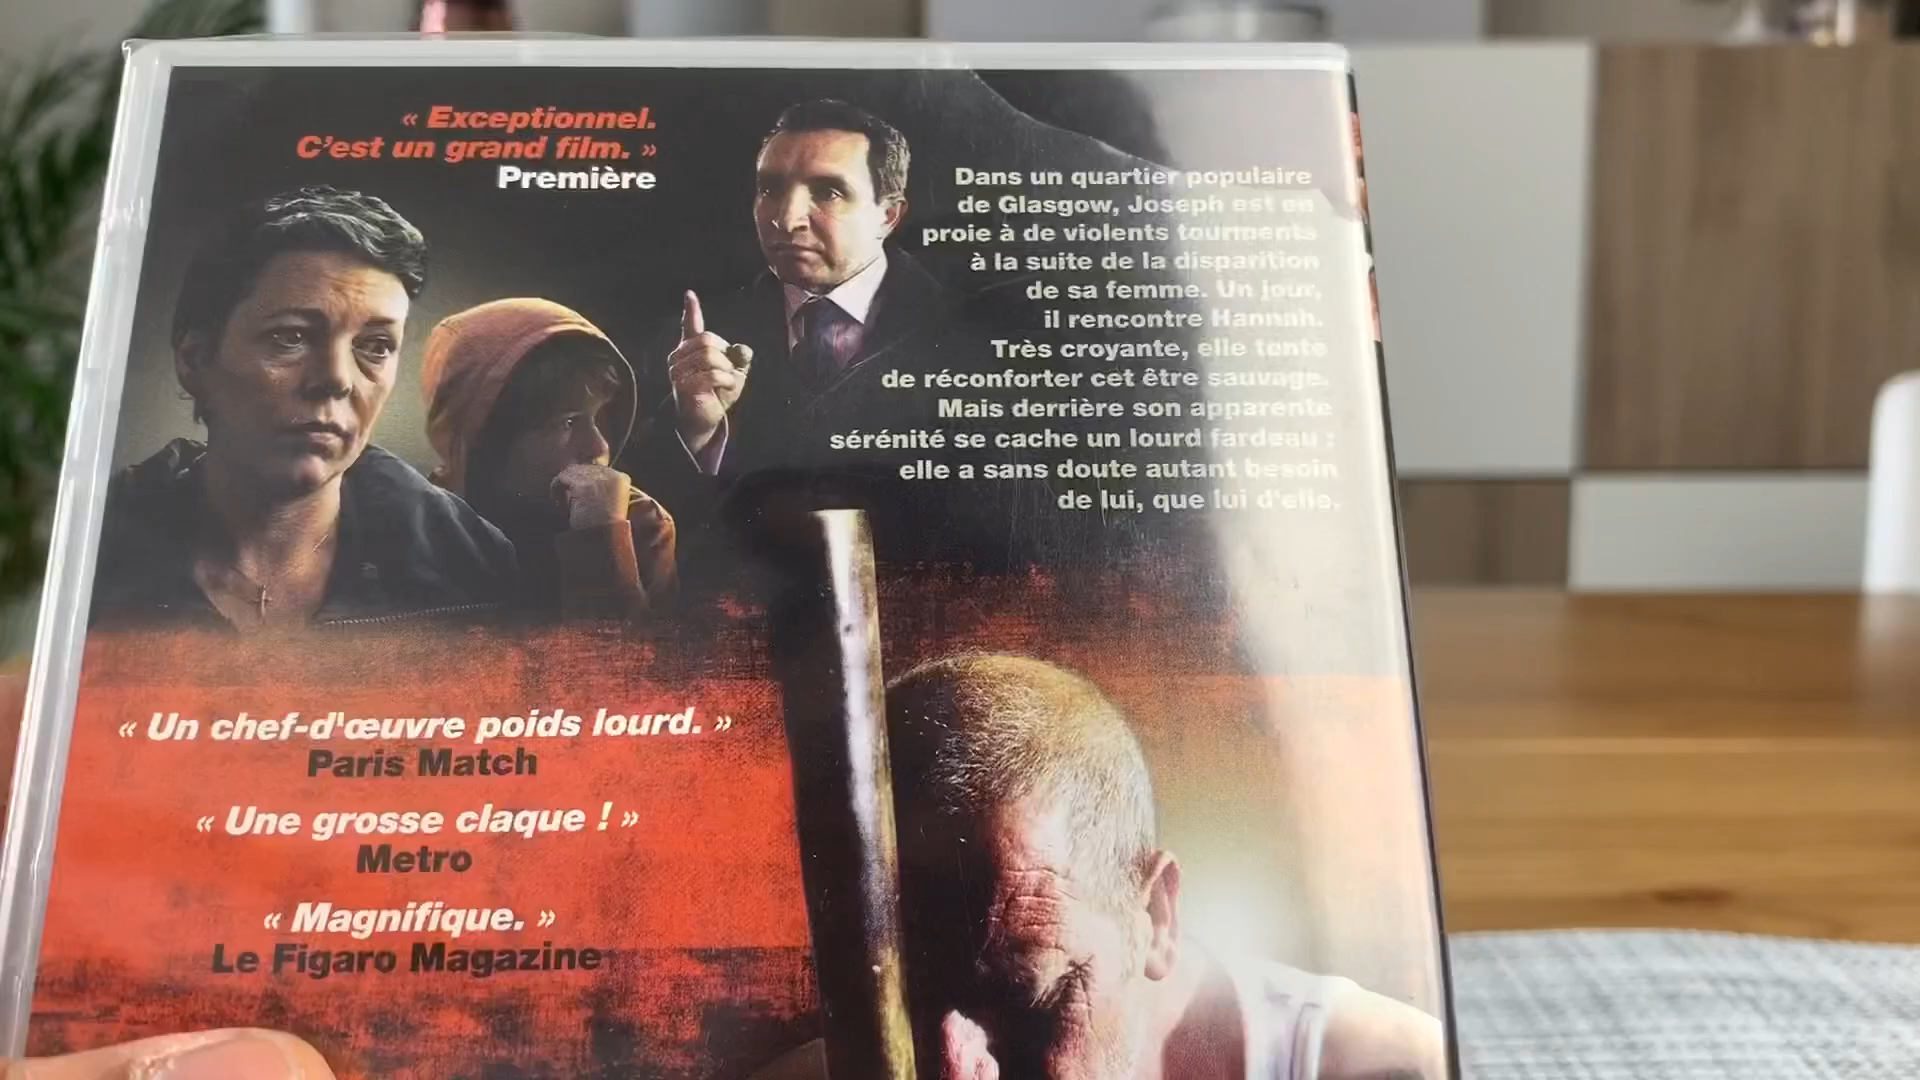 « Exceptionnel.
C'est un grand film. »
Première
Dans un quartier populaire
de Glasgow, Joseph est en
proie à de violents tourments
à la suite de la disparition
de sa femme. Un jour,
il rencontre Hannah.
Très croyante, elle tente
de réconforter cet être sauvage.
Mais derrière son apparente
sérénité se cache un lourd fardeau :
elle a sans doute autant besoin
de lui, que lui d'elle.
« Un chef-d'œuvre poids lourd. »
Paris Match
« Une grosse claque ! »
Metro
« Magnifique. »
Le Figaro Magazine